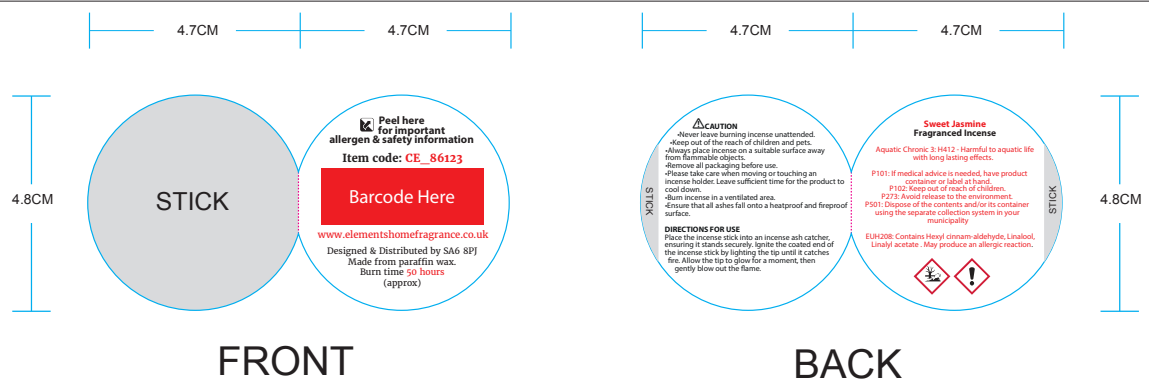 4.7CM
4.7CM
4.7CM
4.7CM
4.8CM
STICK
Peel here
for important
allergen & safety information
Item code: CE_86123
Barcode Here
www.elementshomefragrance.co.uk
Designed & Distributed by SA6 8PJ
Made from paraffin wax.
Burn time 50 hours
(approx)
FRONT
STICK
CAUTION
•Never leave burning incense unattended.
•Keep out of the reach of children and pets.
•Always place incense on a suitable surface away
from flammable objects.
•Remove all packaging before use.
•Please take care when moving or touching an
incense holder. Leave sufficient time for the product to
cool down.
•Burn incense in a ventilated area.
•Ensure that all ashes fall onto a heatproof and fireproof
surface.
DIRECTIONS FOR USE
Place the incense stick into an incense ash catcher,
ensuring it stands securely. Ignite the coated end of
the incense stick by lighting the tip until it catches
fire. Allow the tip to glow for a moment, then
gently blow out the flame.
Sweet Jasmine
Fragranced Incense
Aquatic Chronic 3: H412 - Harmful to aquatic life
with long lasting effects.
P101: If medical advice is needed, have product
container or label at hand.
P102: Keep out of reach of children.
P273: Avoid release to the environment.
P501: Dispose of the contents and/or its container
using the separate collection system in your
municipality
EUH208: Contains Hexyl cinnam-aldehyde, Linalool,
Linalyl acetate . May produce an allergic reaction.
STICK
4.8CM
BACK